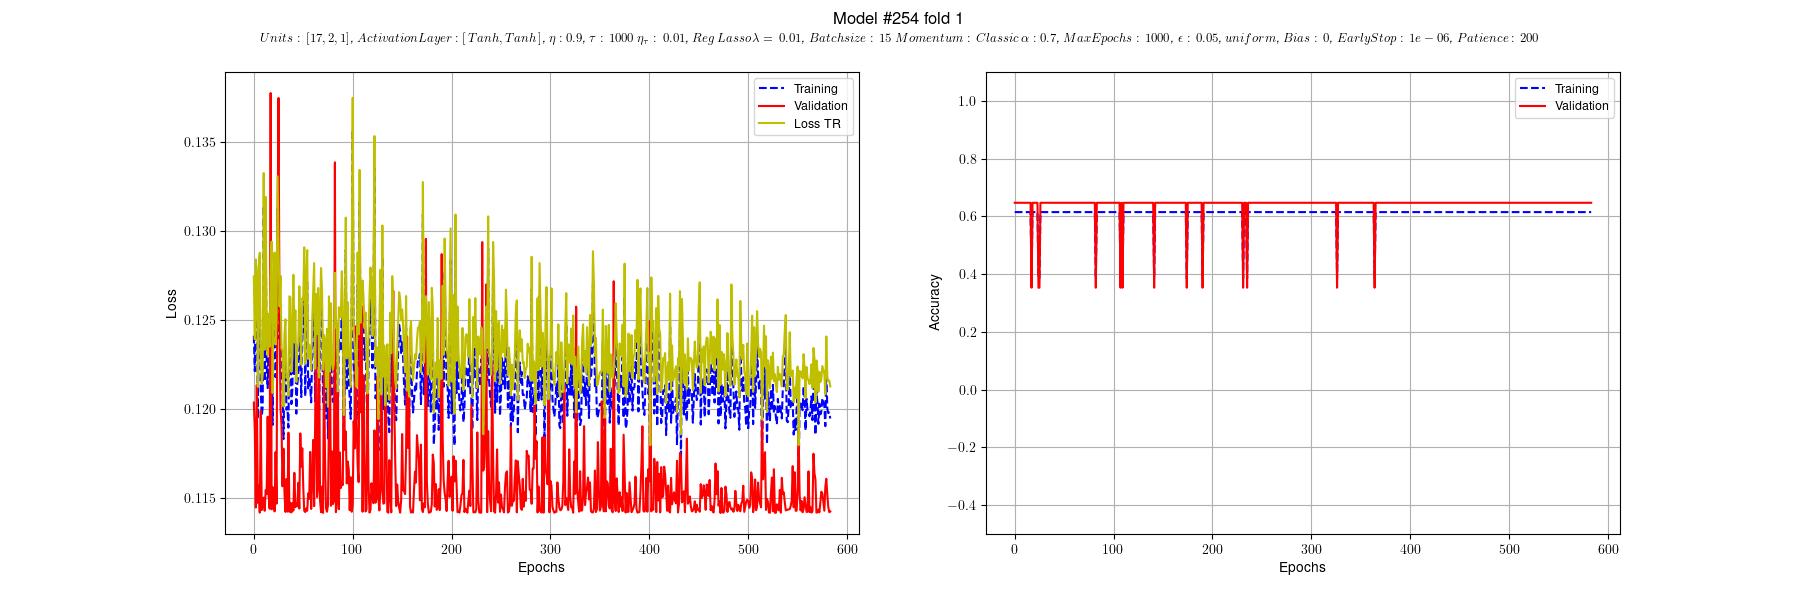 Model #254 fold 1
Units : [17, 2, 1], ActivationLayer : [Tanh, Tanh], η : 0.9, τ : 1000 ητ : 0.01, Reg Lassoλ = 0.01, Batchsize : 15 Momentum : Classic α : 0.7, MaxEpochs : 1000, ϵ : 0.05, uniform, Bias : 0, EarlyStop : 1e − 06, Patience : 200
Training
Validation
Loss TR
0.135
0.130
0.125
0.120
0.115
Loss
0 100 200 300 400 500 600
Epochs
Training
Validation
1.0
0.8
0.6
0.4
0.2
0.0
−0.2
−0.4
Accuracy
0 100 200 300 400 500 600
Epochs